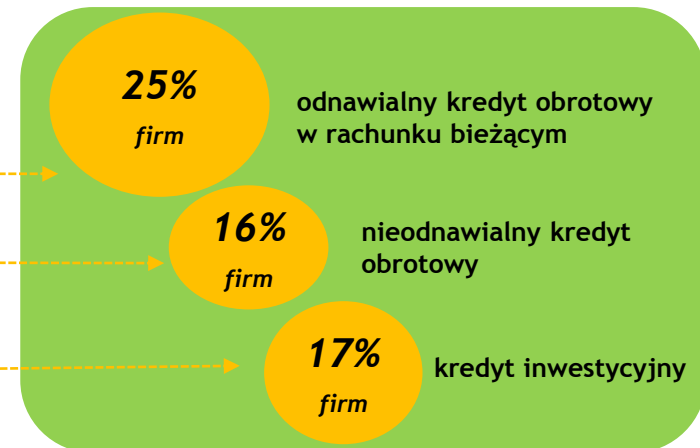 25%
firm
odnawialny kredyt obrotowy
w rachunku bieżącym
16%
firm
nieodnawialny kredyt
obrotowy
17%
firm
kredyt inwestycyjny